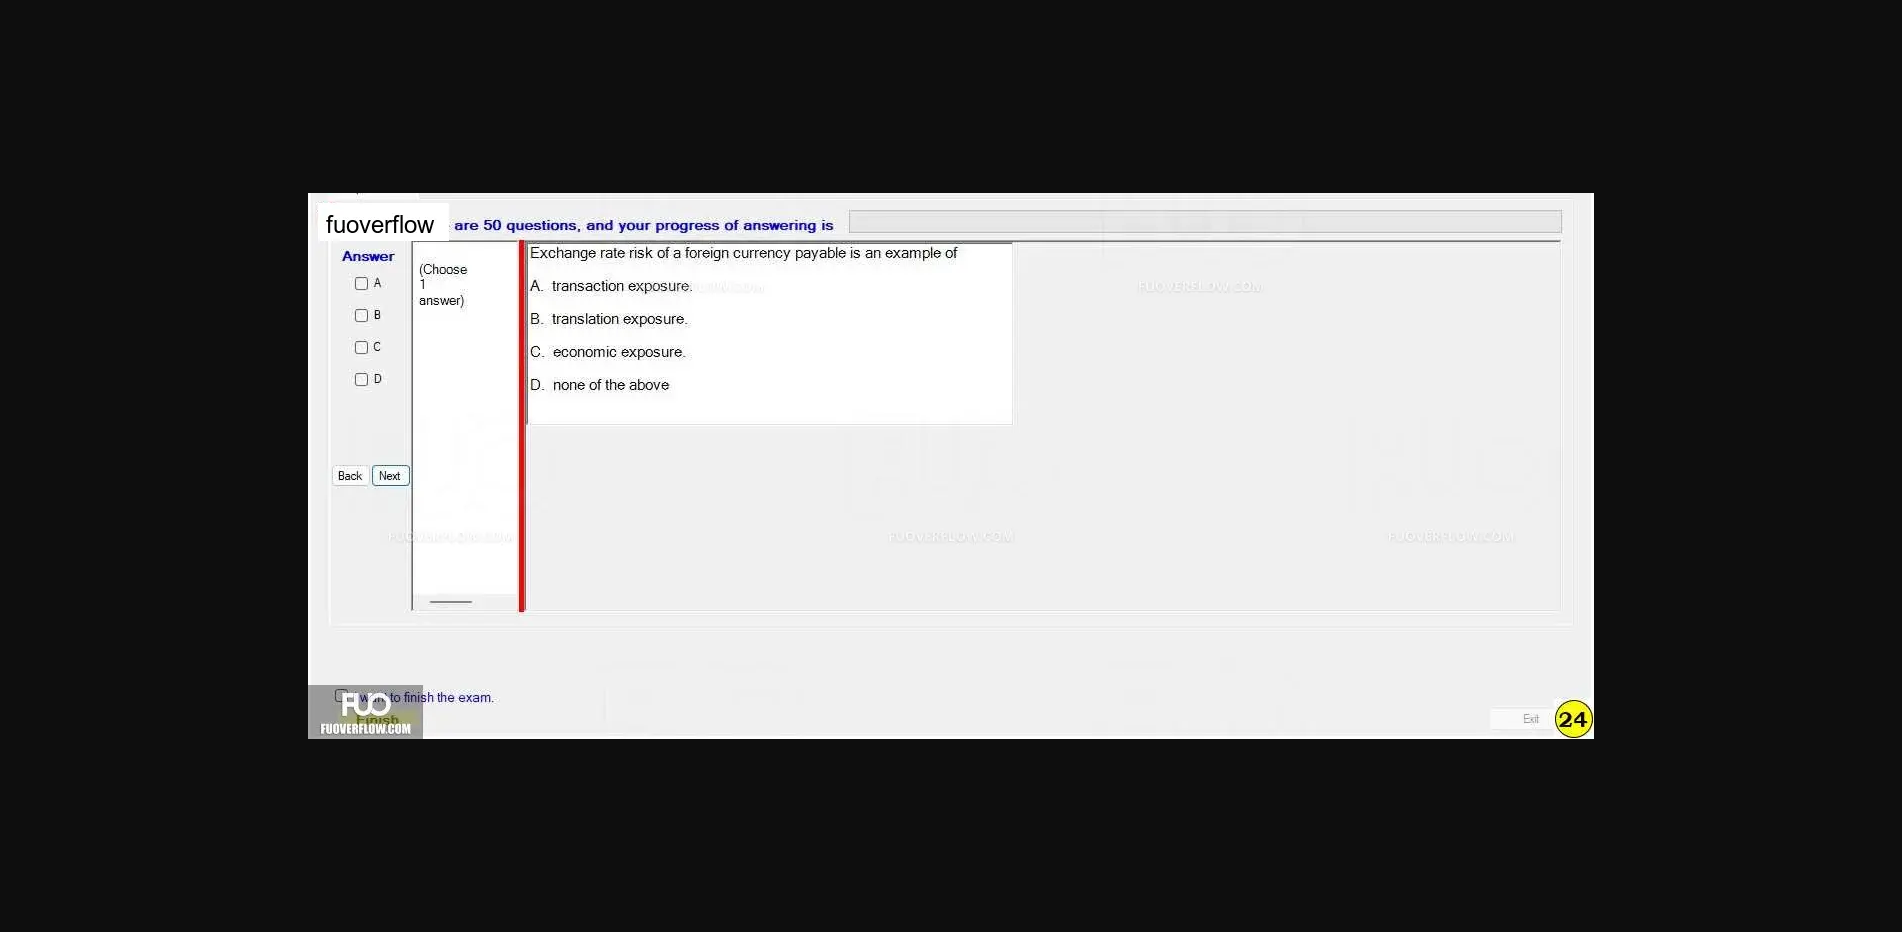 fuoverflow are 50 questions, and your progress of answering is
Answer
A
B
C
D
(Choose
1
answer)
Exchange rate risk of a foreign currency payable is an example of
A. transaction exposure.
B. translation exposure.
C. economic exposure.
D. none of the above
FUOVERFLOW.COM
Back Next
FUOVERFLOW.COM
FUOVERFLOW.COM
FUOVERFLOW.COM
want to finish the exam.
Finish
FUO
FUOVERFLOW.COM
Exit
24